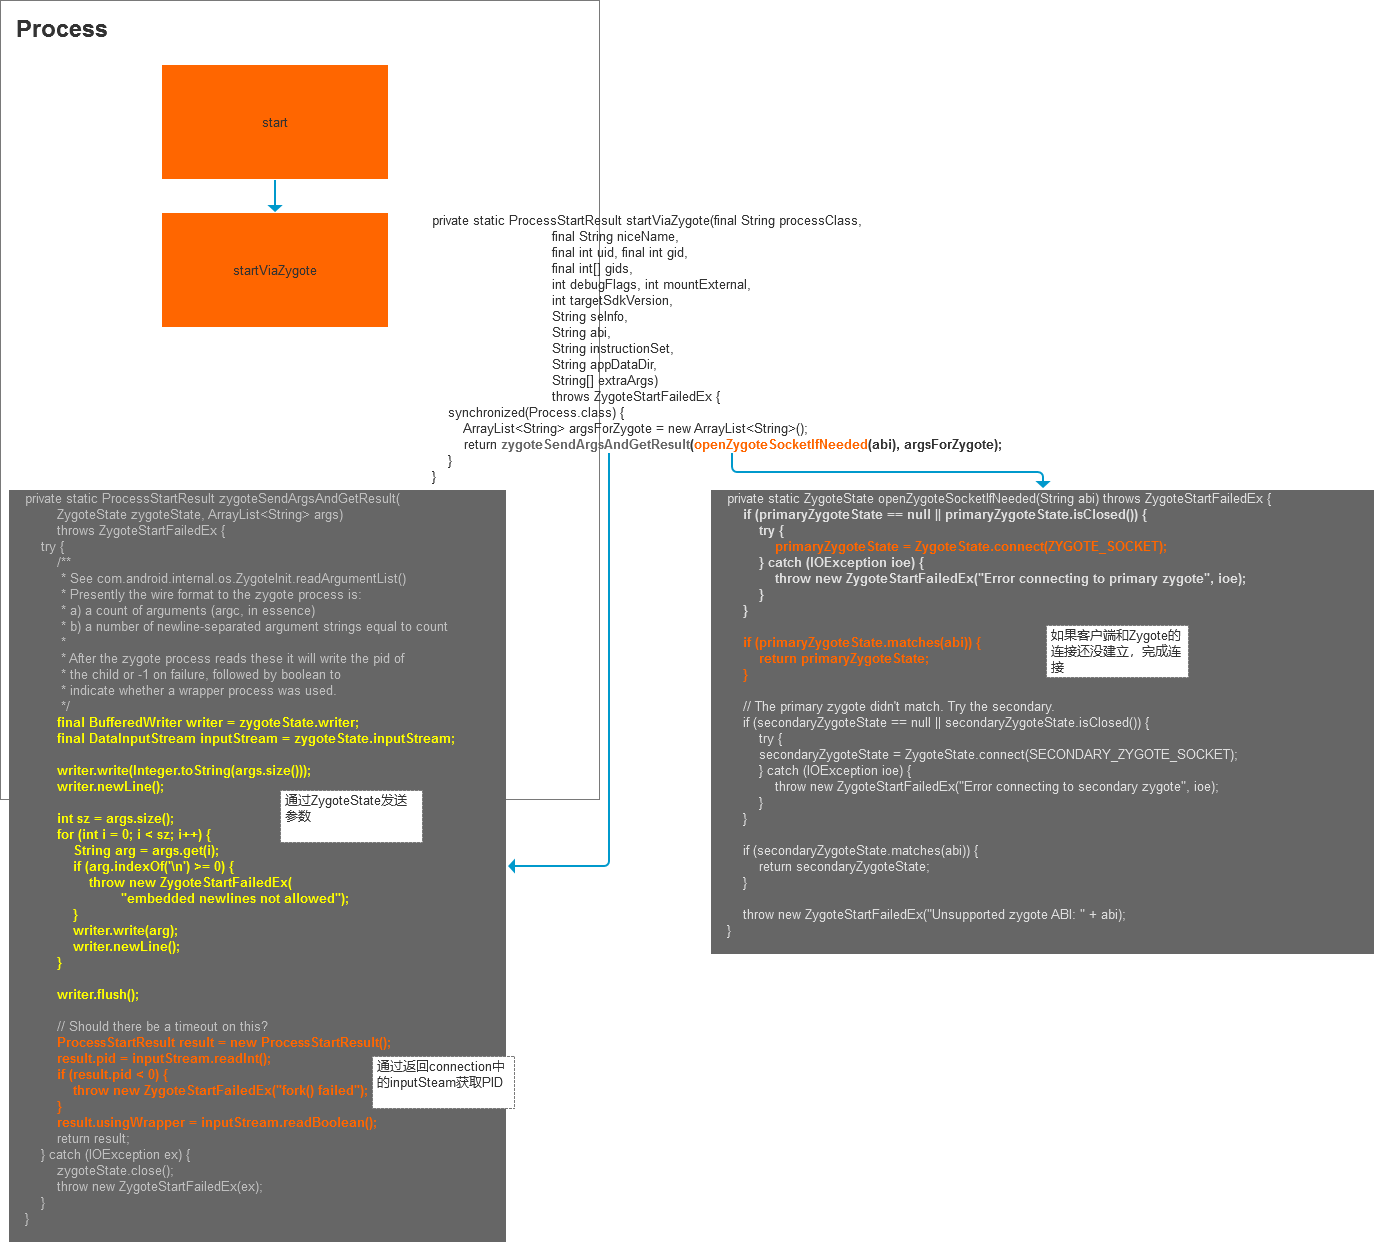 Process
start
startViaZygote
private static ProcessStartResult startViaZygote(final String processClass,
final String niceName,
final int uid, final int gid,
final int[] gids,
int debugFlags, int mountExternal,
int targetSdkVersion,
String seInfo,
String abi,
String instructionSet,
String appDataDir,
String[] extraArgs)
throws ZygoteStartFailedEx {
synchronized(Process.class) {
ArrayList<String> argsForZygote = new ArrayList<String>();
return zygoteSendArgsAndGetResult(openZygoteSocketIfNeeded(abi), argsForZygote);
}
}
private static ProcessStartResult zygoteSendArgsAndGetResult(
ZygoteState zygoteState, ArrayList<String> args)
throws ZygoteStartFailedEx {
try {
/**
* See com.android.internal.os.ZygoteInit.readArgumentList()
* Presently the wire format to the zygote process is:
* a) a count of arguments (argc, in essence)
* b) a number of newline-separated argument strings equal to count
*
* After the zygote process reads these it will write the pid of
* the child or -1 on failure, followed by boolean to
* indicate whether a wrapper process was used.
*/
final BufferedWriter writer = zygoteState.writer;
final DataInputStream inputStream = zygoteState.inputStream;
writer.write(Integer.toString(args.size()));
writer.newLine();
int sz = args.size();
for (int i = 0; i < sz; i++) {
String arg = args.get(i);
if (arg.indexOf('\n') >= 0) {
throw new ZygoteStartFailedEx(
"embedded newlines not allowed");
}
writer.write(arg);
writer.newLine();
}
writer.flush();
// Should there be a timeout on this?
ProcessStartResult result = new ProcessStartResult();
result.pid = inputStream.readInt();
if (result.pid < 0) {
throw new ZygoteStartFailedEx("fork() failed");
}
result.usingWrapper = inputStream.readBoolean();
return result;
} catch (IOException ex) {
zygoteState.close();
throw new ZygoteStartFailedEx(ex);
}
}
通过ZygoteState发送
参数
通过返回connection中
的inputSteam获取PID
private static ZygoteState openZygoteSocketIfNeeded(String abi) throws ZygoteStartFailedEx {
if (primaryZygoteState == null || primaryZygoteState.isClosed()) {
try {
primaryZygoteState = ZygoteState.connect(ZYGOTE_SOCKET);
} catch (IOException ioe) {
throw new ZygoteStartFailedEx("Error connecting to primary zygote", ioe);
}
}
if (primaryZygoteState.matches(abi)) {
return primaryZygoteState;
}
// The primary zygote didn't match. Try the secondary.
if (secondaryZygoteState == null || secondaryZygoteState.isClosed()) {
try {
secondaryZygoteState = ZygoteState.connect(SECONDARY_ZYGOTE_SOCKET);
} catch (IOException ioe) {
throw new ZygoteStartFailedEx("Error connecting to secondary zygote", ioe);
}
}
if (secondaryZygoteState.matches(abi)) {
return secondaryZygoteState;
}
throw new ZygoteStartFailedEx("Unsupported zygote ABI: " + abi);
}
如果客户端和Zygote的
连接还没建立，完成连
接